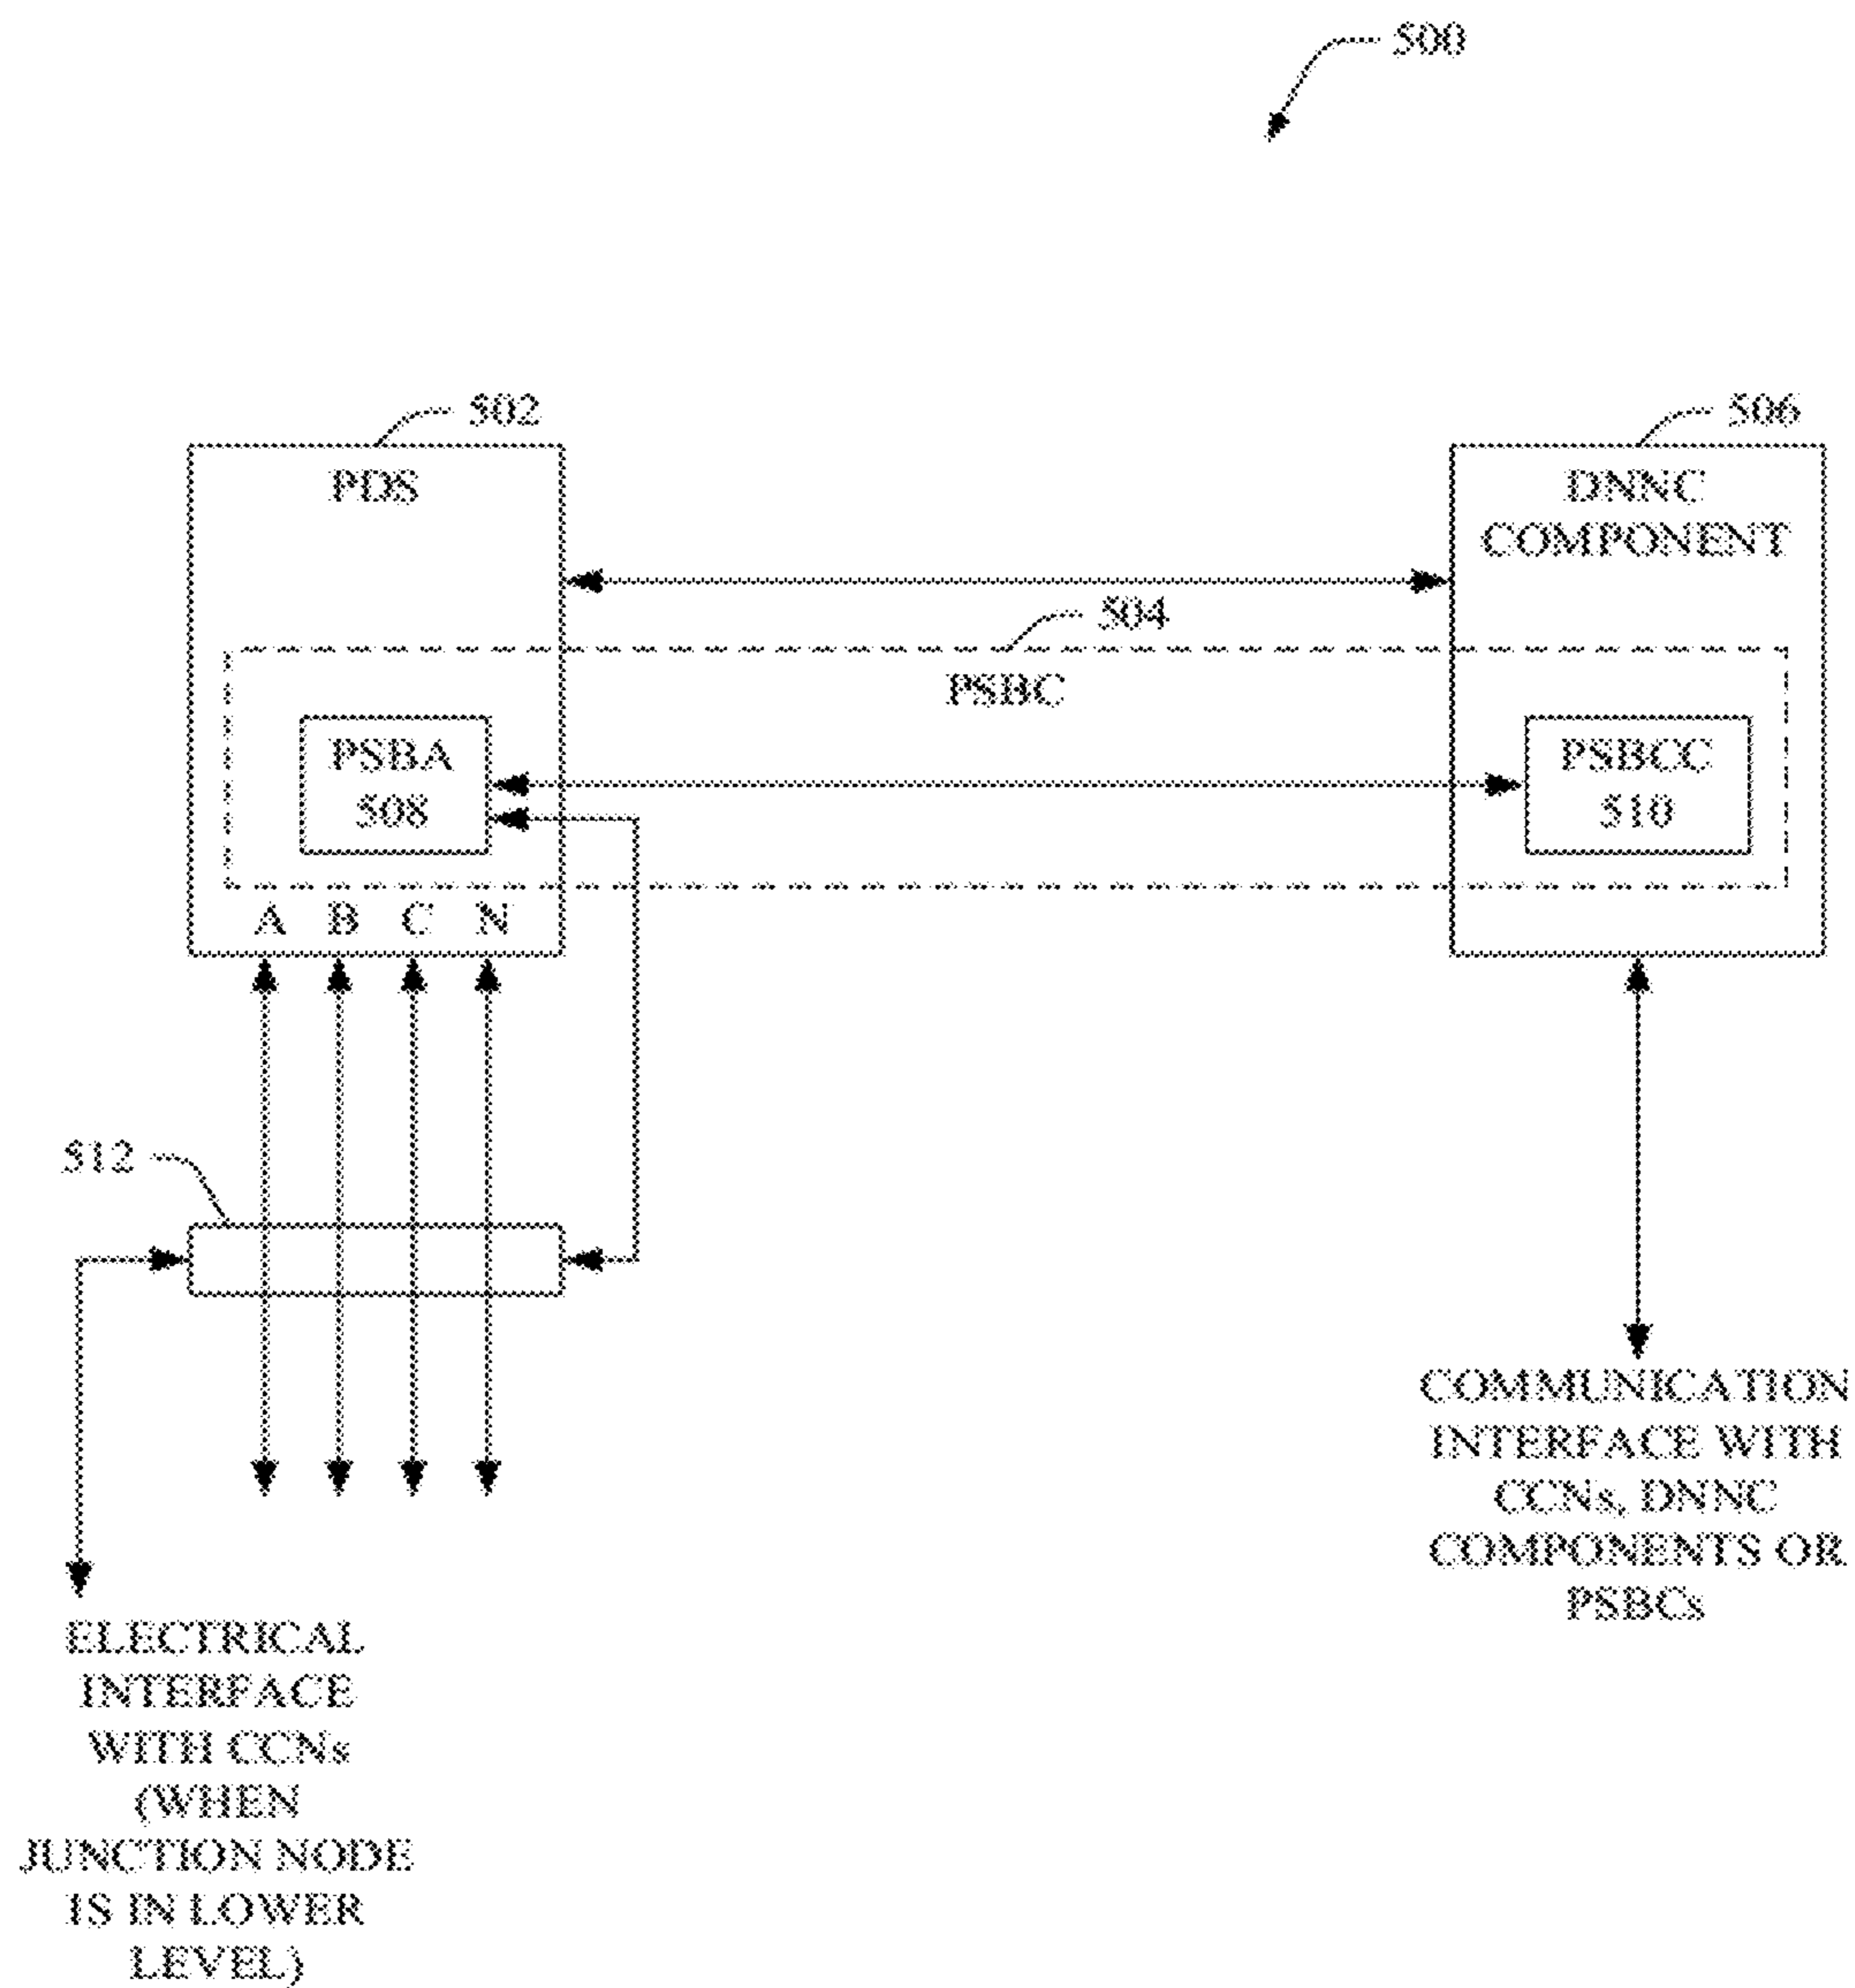 500
502
506
PDS
DNNC
COMPONENT
504
PSBC
PSBA
508
PSBCC
510
A B C N
512
COMMUNICATION
INTERFACE WITH
CCNs, DNNC
COMPONENTS OR
PSBCs
ELECTRICAL
INTERFACE
WITH CCNs
(WHEN
JUNCTION NODE
IS IN LOWER
LEVEL)